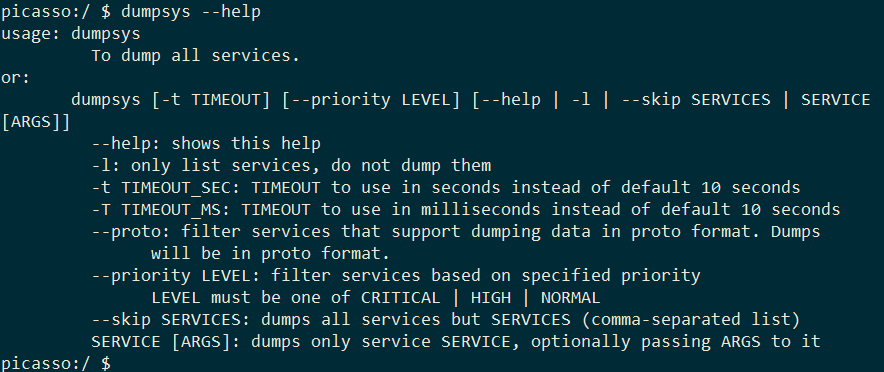 picasso:/ $ dumpsys --help
usage: dumpsys
To dump all services.
or:
dumpsys [-t TIMEOUT] [--priority LEVEL] [--help | -l | --skip SERVICES | SERVICE
[ARGS]]
--help: shows this help
-l: only list services, do not dump them
-t TIMEOUT_SEC: TIMEOUT to use in seconds instead of default 10 seconds
-T TIMEOUT_MS: TIMEOUT to use in milliseconds instead of default 10 seconds
--proto: filter services that support dumping data in proto format. Dumps
will be in proto format.
--priority LEVEL: filter services based on specified priority
LEVEL must be one of CRITICAL | HIGH | NORMAL
--skip SERVICES: dumps all services but SERVICES (comma-separated list)
SERVICE [ARGS]: dumps only service SERVICE, optionally passing ARGS to it
picasso:/ $